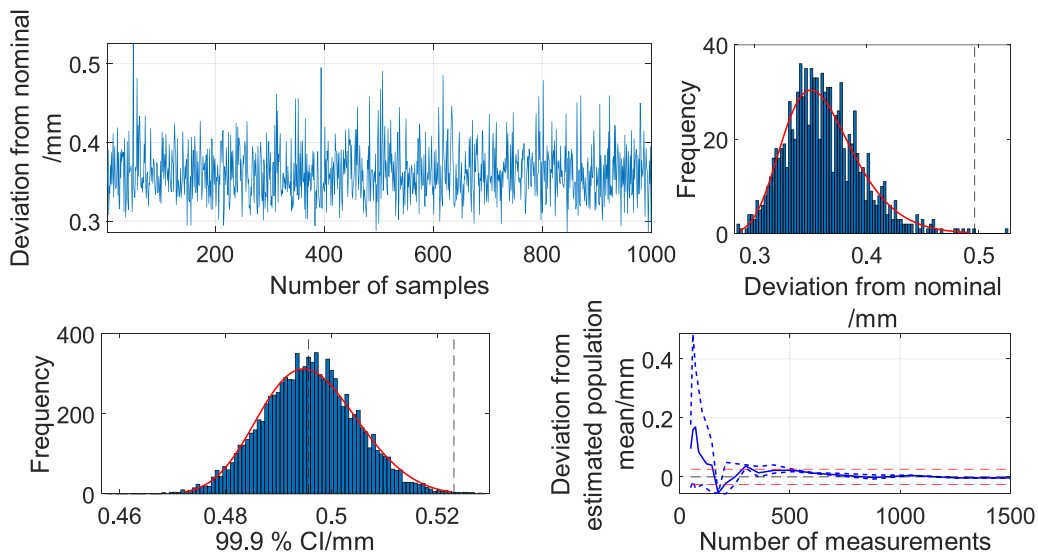 Deviation from nominal
/mm
0.5
0.4
0.3
200
400
600
800
1000
Number of samples
Frequency
40
20
0
0.3
0.4
0.5
Deviation from nominal
/mm
Frequency
400
200
0
0.46
0.48
0.5
0.52
99.9 % CI/mm
Deviation from
estimated population
mean/mm
0.4
0.2
0
0
500
1000
1500
Number of measurements